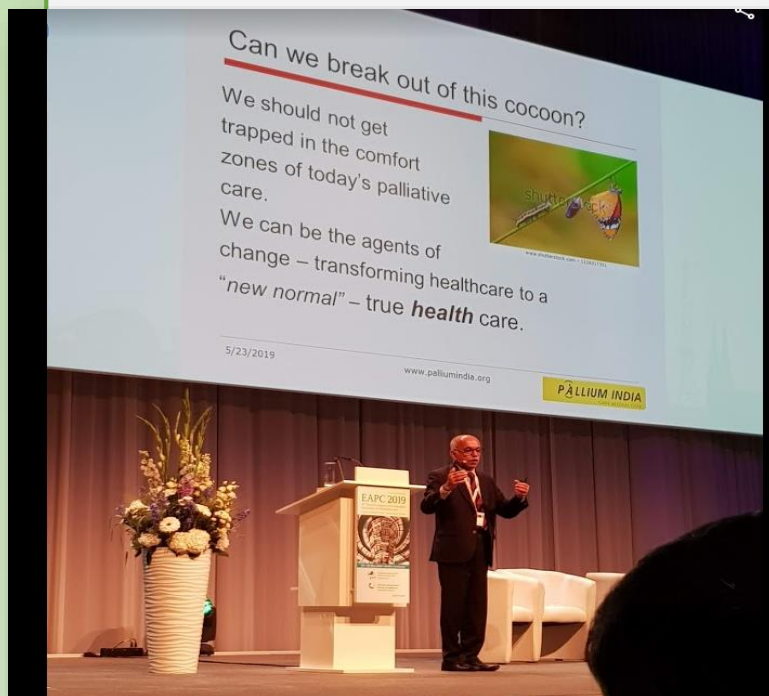 Can we break out of this cocoon?
We should not get
trapped in the comfort
zones of today's palliative
care.
We can be the agents of
change – transforming healthcare to a
“new normal” – true health care.
shutterstock
5/23/2019
www.palliumindia.org
PALLIUM INDIA
EAPC 2019